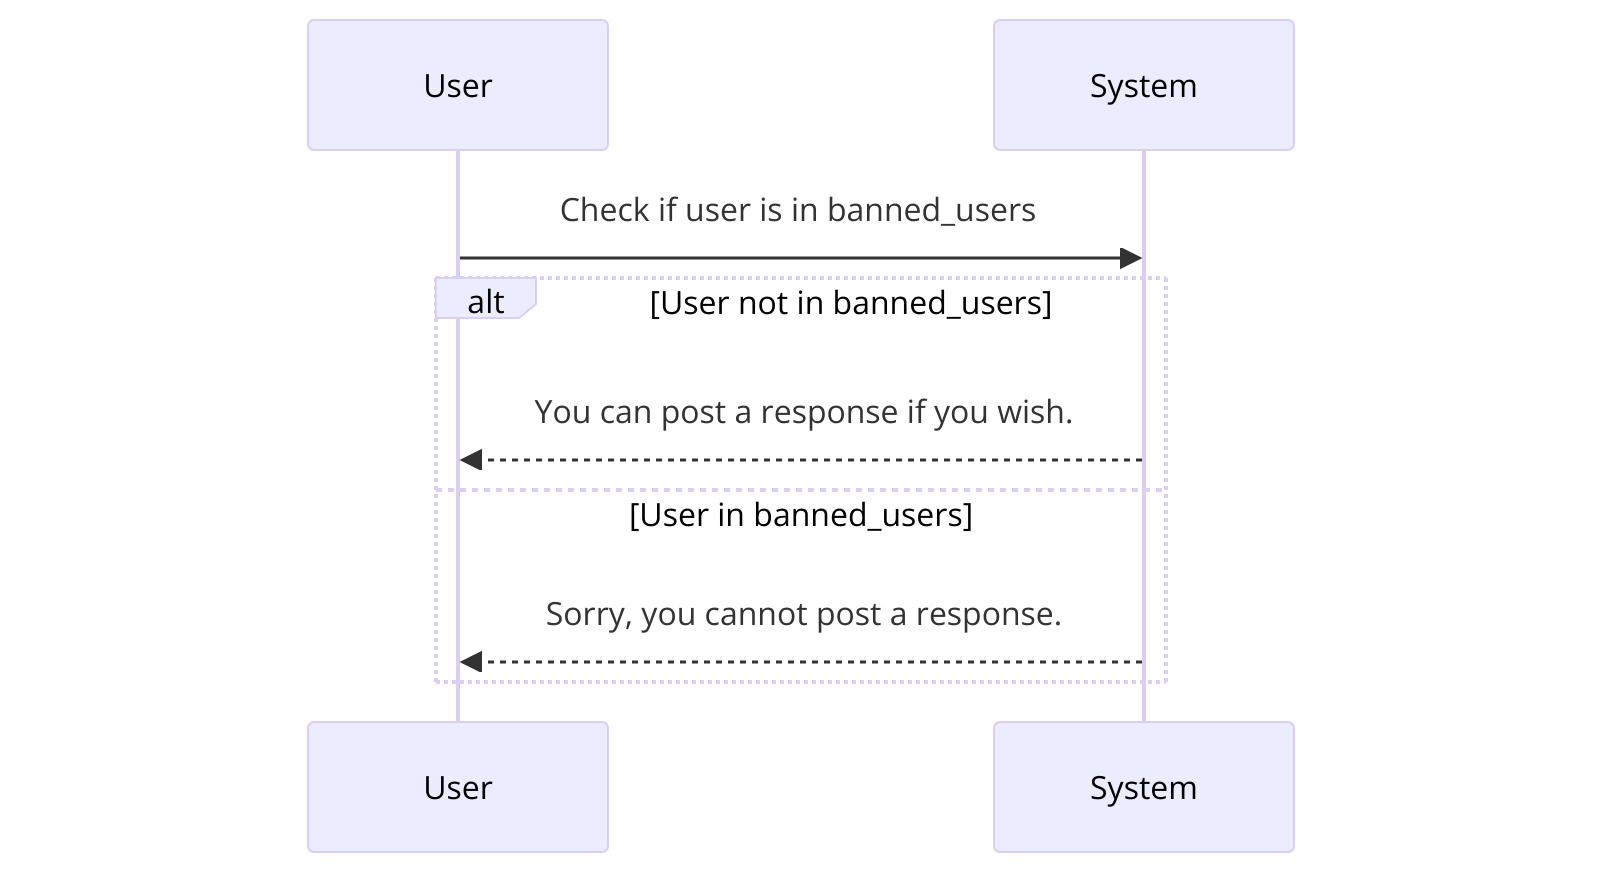 User
System
Check if user is in banned_users
alt
[User not in banned_users]
You can post a response if you wish.
[User in banned_users]
Sorry, you cannot post a response.
User
System